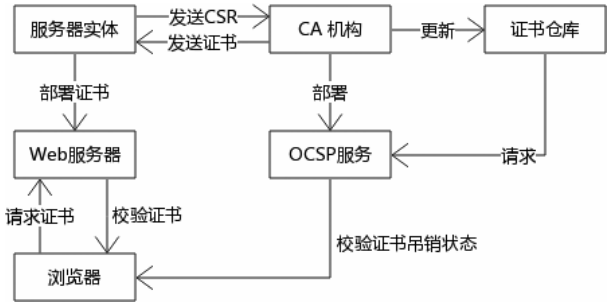 服务器实体
发送CSR
发送证书
CA 机构
更新
证书仓库
部署证书
部署
Web服务器
OCSP服务
请求
请求证书
校验证书
校验证书吊销状态
浏览器